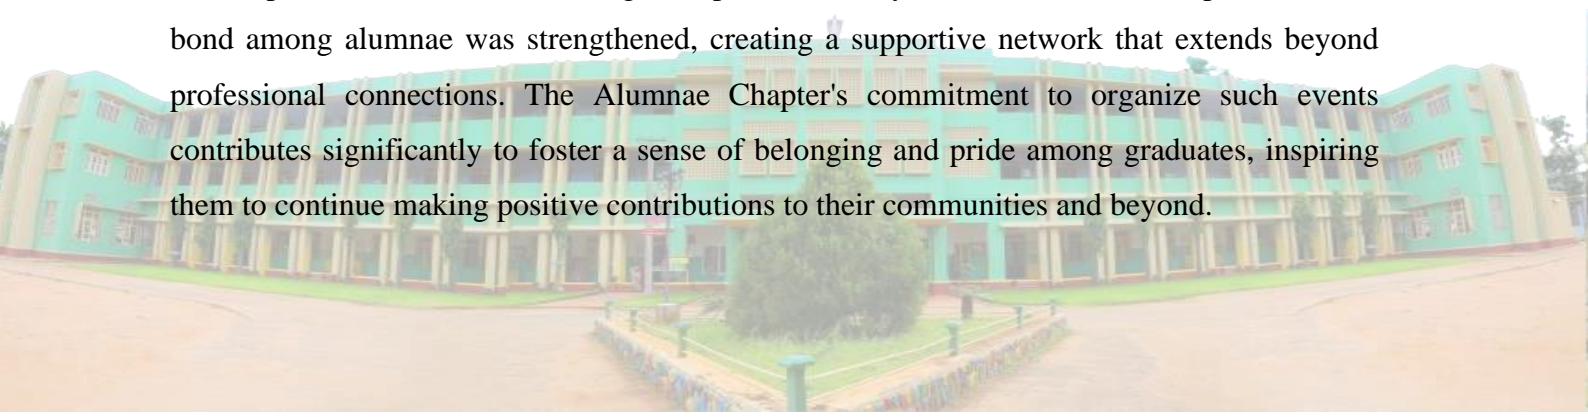 bond among alumnae was strengthened, creating a supportive network that extends beyond
professional connections. The Alumnae Chapter's commitment to organize such events
contributes significantly to foster a sense of belonging and pride among graduates, inspiring
them to continue making positive contributions to their communities and beyond.